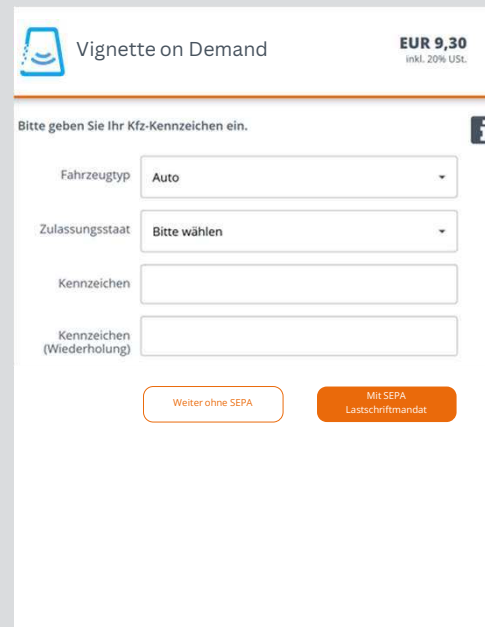 Vignette on Demand
EUR 9,30
inkl. 20% USt.
Bitte geben Sie Ihr Kfz-Kennzeichen ein.
Fahrzeugtyp
Auto
Zulassungsstaat
Bitte wählen
Kennzeichen
Kennzeichen
(Wiederholung)
Weiter ohne SEPA
Mit SEPA
Lastschriftmandat